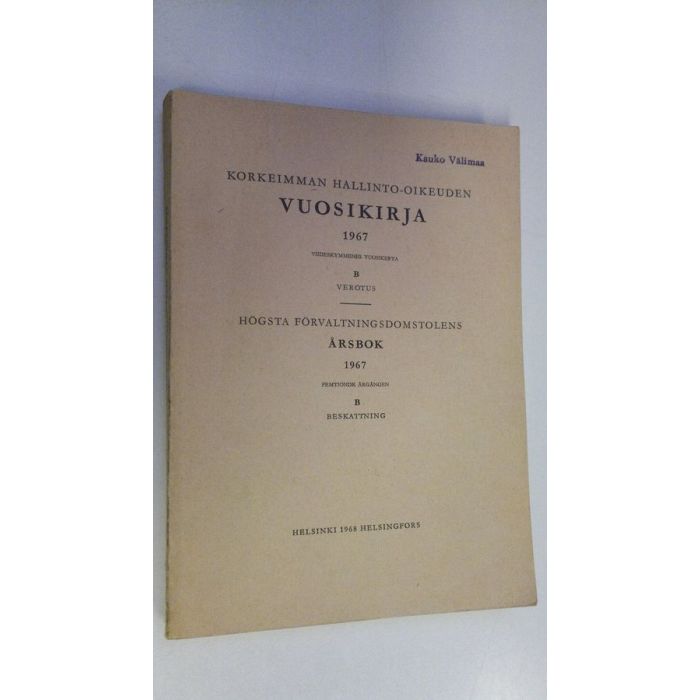 Kauko Välimaa
KORKEIMMAN HALLINTO-OIKEUDEN
VUOSIKIRJA
1967
VIIDESKYMMENES VUOSIKERTA
B
VEROTUS
HÖGSTA FÖRVALTNINGSDOMSTOLENS
ÅRSBOK
1967
FEMTIONDE ÅRGÅNGEN
B
BESKATTNING
HELSINKI 1968 HELSINGFORS